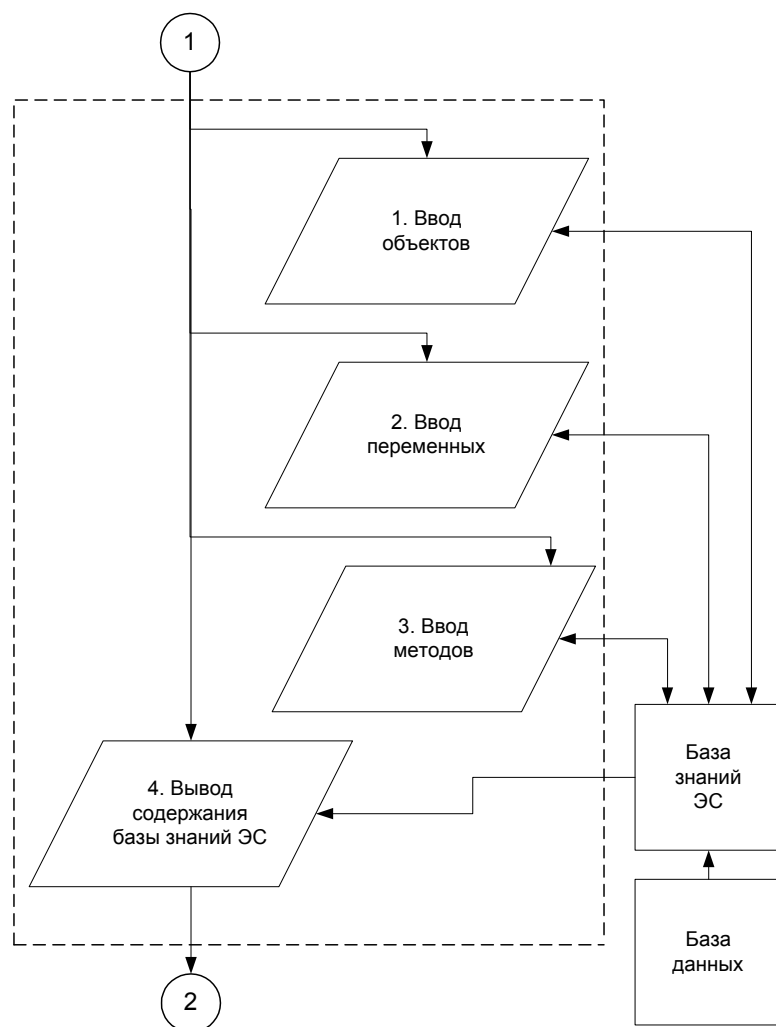 1
1. Ввод
объектов
2. Ввод
переменных
3. Ввод
методов
4. Вывод
содержания
базы знаний ЭС
База
знаний
ЭС
База
данных
2